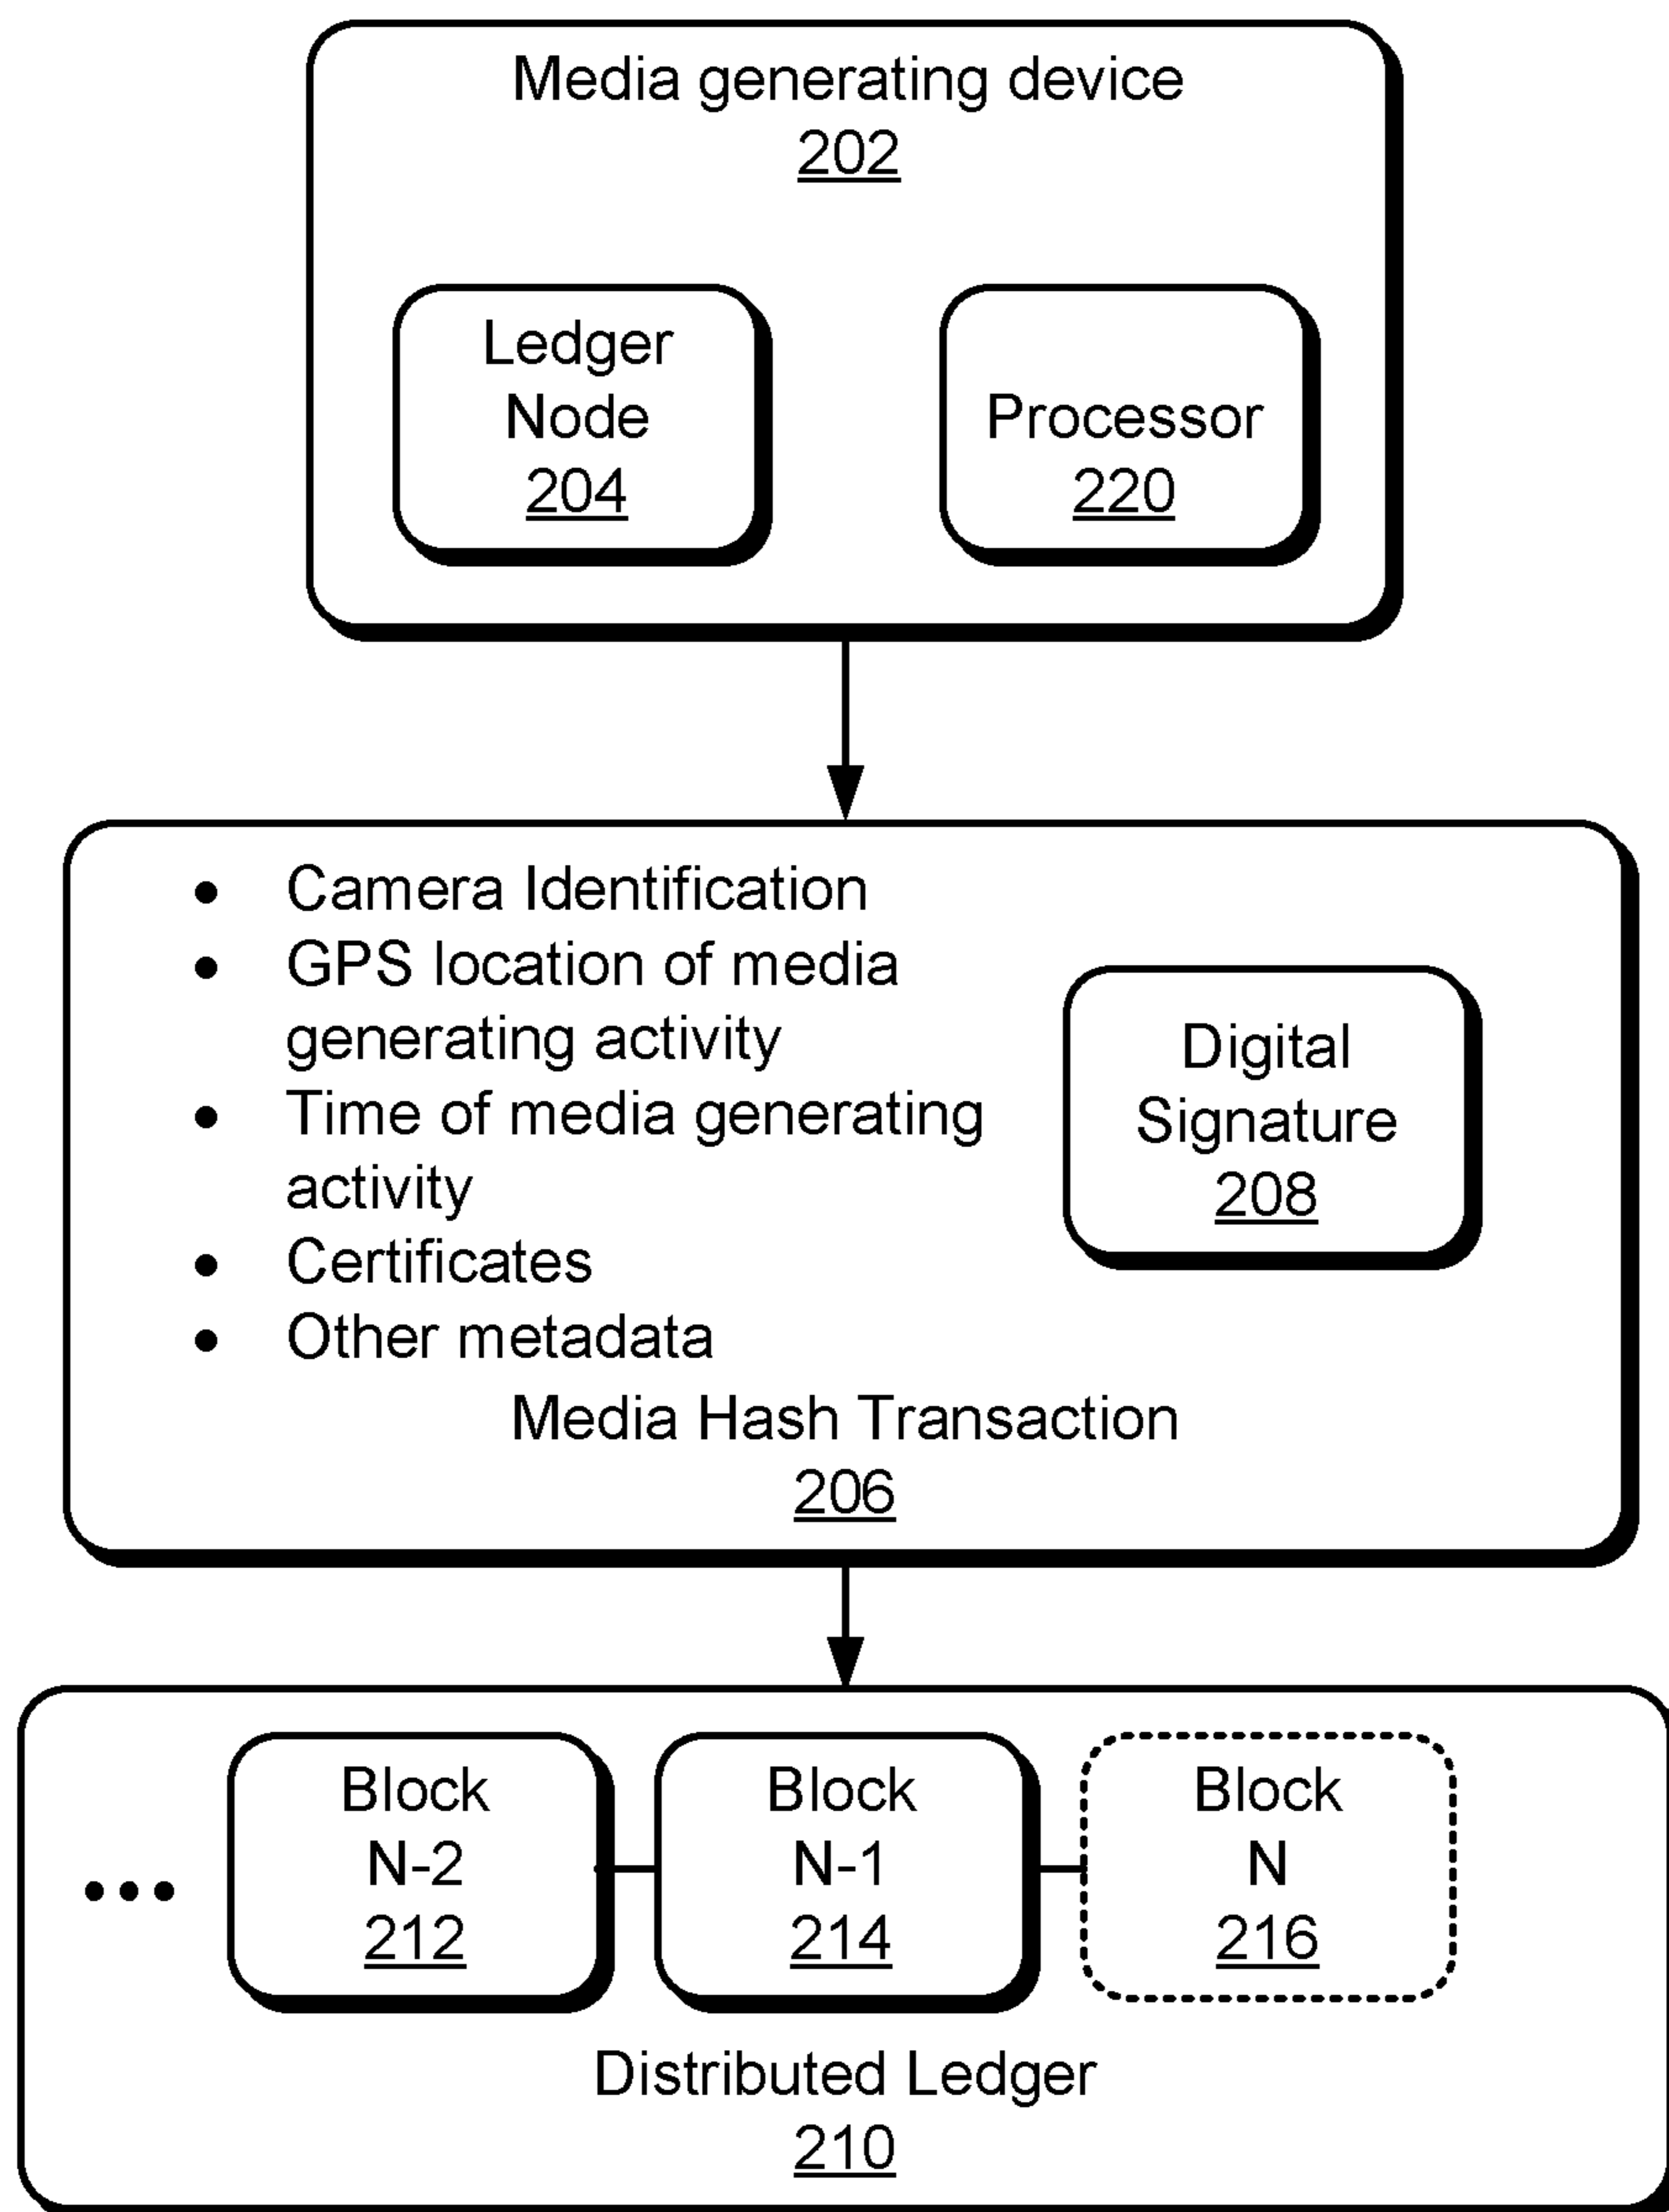 Media generating device
202
Ledger
Node
204
Processor
220
• Camera Identification
• GPS location of media
generating activity
• Time of media generating
activity
• Certificates
• Other metadata
Digital
Signature
208
Media Hash Transaction
206
•••
Block
N-2
212
Block
N-1
214
Block
N
216
Distributed Ledger
210